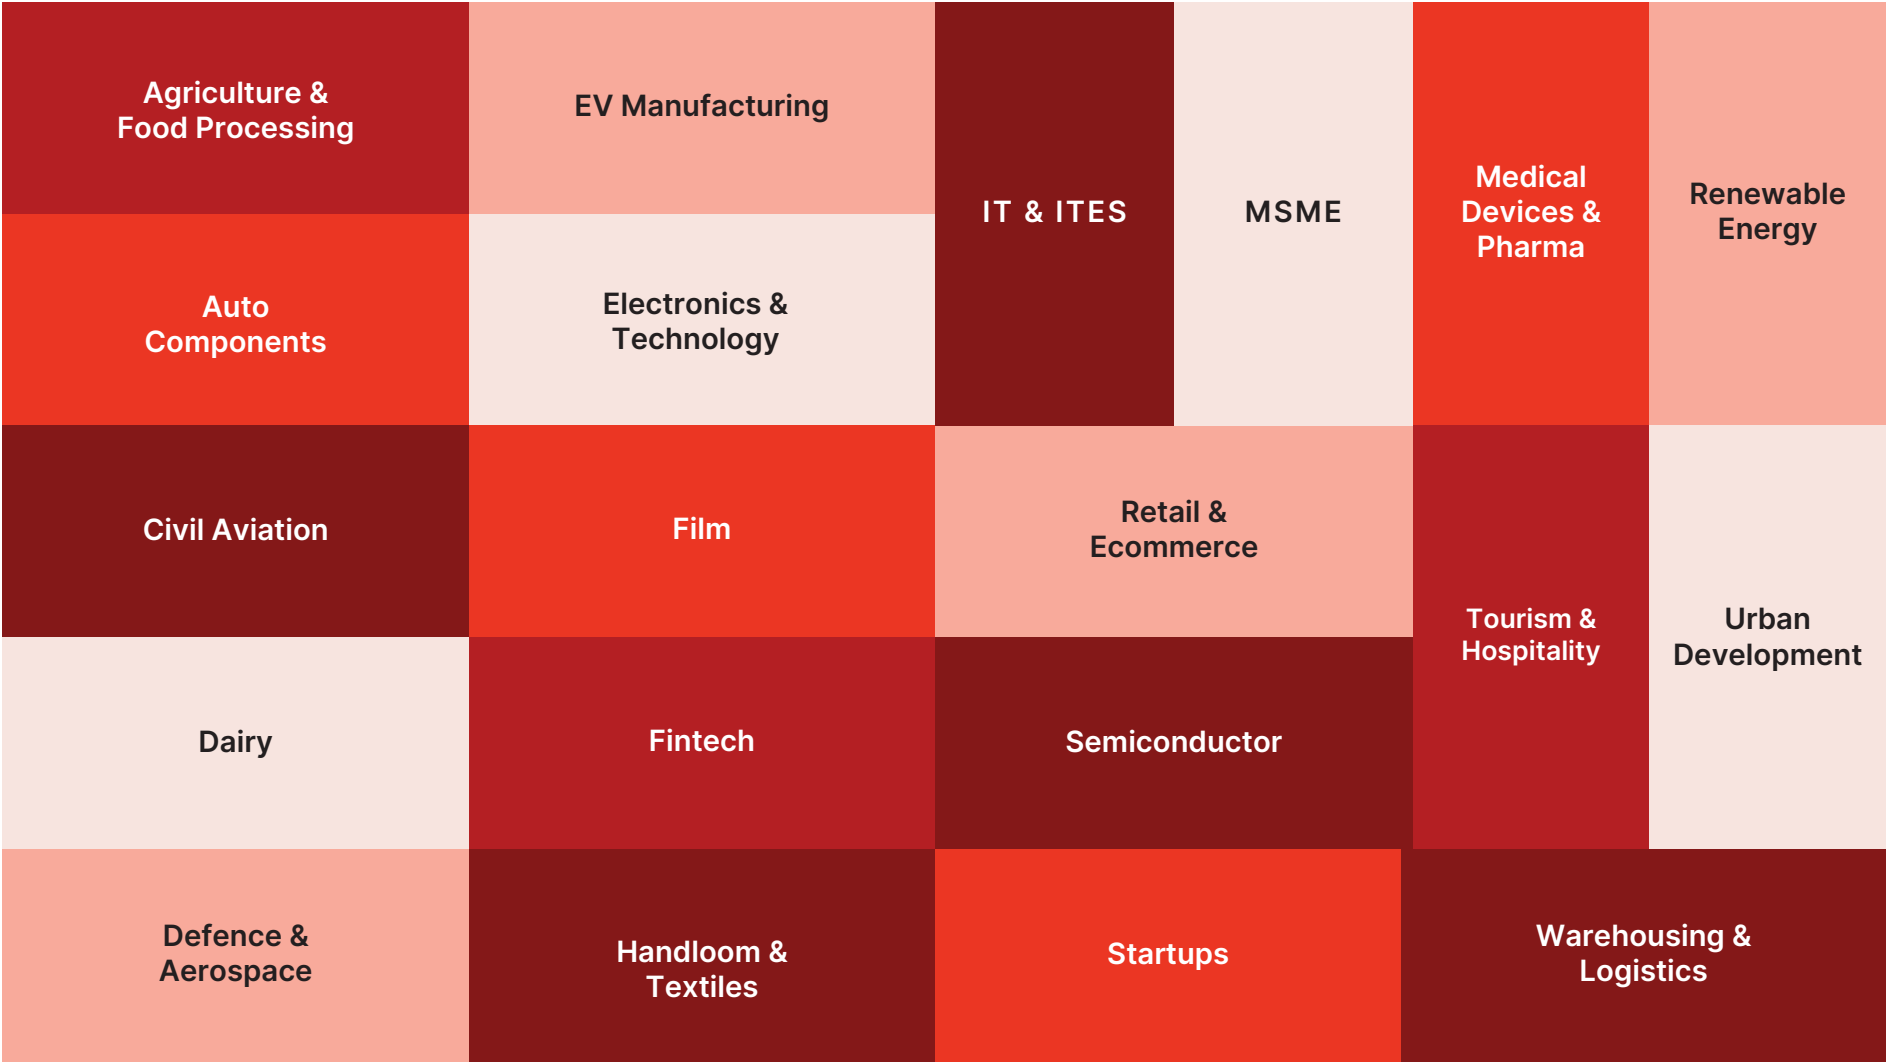 Agriculture &
Food Processing
EV Manufacturing
IT & ITES
MSME
Medical
Devices &
Pharma
Renewable
Energy
Auto
Components
Electronics &
Technology
Civil Aviation
Film
Retail &
Ecommerce
Tourism &
Hospitality
Urban
Development
Dairy
Fintech
Semiconductor
Defence &
Aerospace
Handloom &
Textiles
Startups
Warehousing &
Logistics